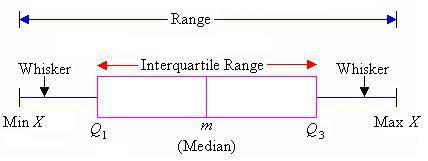 Range
Whisker Interquartile Range Whisker
Min X Q1 m Q3 Max X
(Median)